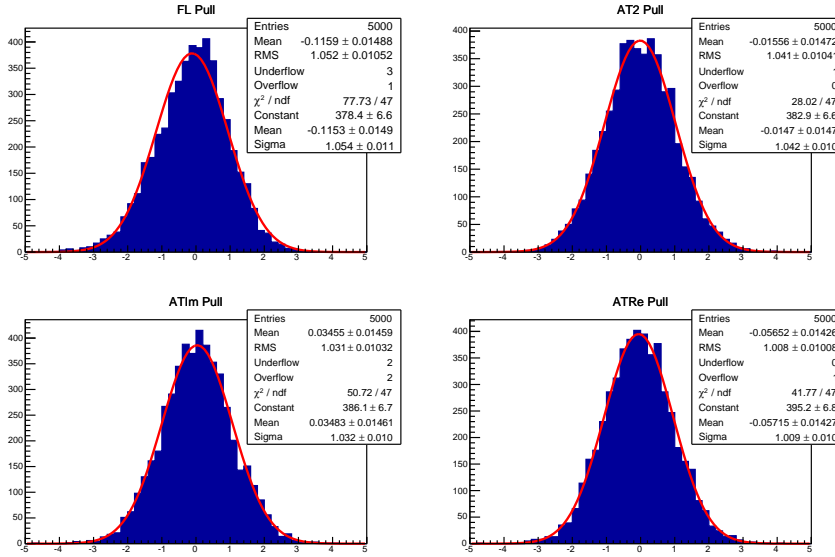 FL Pull
Entries 5000
Mean -0.1159 ± 0.01488
RMS 1.052 ± 0.01052
Underflow 3
Overflow 1
χ² / ndf 77.73 / 47
Constant 378.4 ± 6.6
Mean -0.1153 ± 0.0149
Sigma 1.054 ± 0.011
400
350
300
250
200
150
100
50
0
-5 -4 -3 -2 -1 0 1 2 3 4 5
AT2 Pull
Entries 5000
Mean -0.01556 ± 0.01472
RMS 1.041 ± 0.01041
Underflow
Overflow
χ² / ndf 28.02 / 47
Constant 382.9 ± 6.6
Mean -0.0147 ± 0.0147
Sigma 1.042 ± 0.010
400
350
300
250
200
150
100
50
0
-5 -4 -3 -2 -1 0 1 2 3 4 5
ATIm Pull
Entries 5000
Mean 0.03455 ± 0.01459
RMS 1.031 ± 0.01032
Underflow 2
Overflow 2
χ² / ndf 50.72 / 47
Constant 386.1 ± 6.7
Mean 0.03483 ± 0.01461
Sigma 1.032 ± 0.010
400
350
300
250
200
150
100
50
0
-5 -4 -3 -2 -1 0 1 2 3 4 5
ATRe Pull
Entries 5000
Mean -0.05652 ± 0.01426
RMS 1.008 ± 0.01008
Underflow
Overflow
χ² / ndf 41.77 / 47
Constant 395.2 ± 6.8
Mean -0.05715 ± 0.01427
Sigma 1.009 ± 0.010
400
350
300
250
200
150
100
50
0
-5 -4 -3 -2 -1 0 1 2 3 4 5